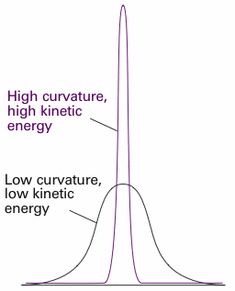 High curvature,
high kinetic
energy
Low curvature,
low kinetic
energy